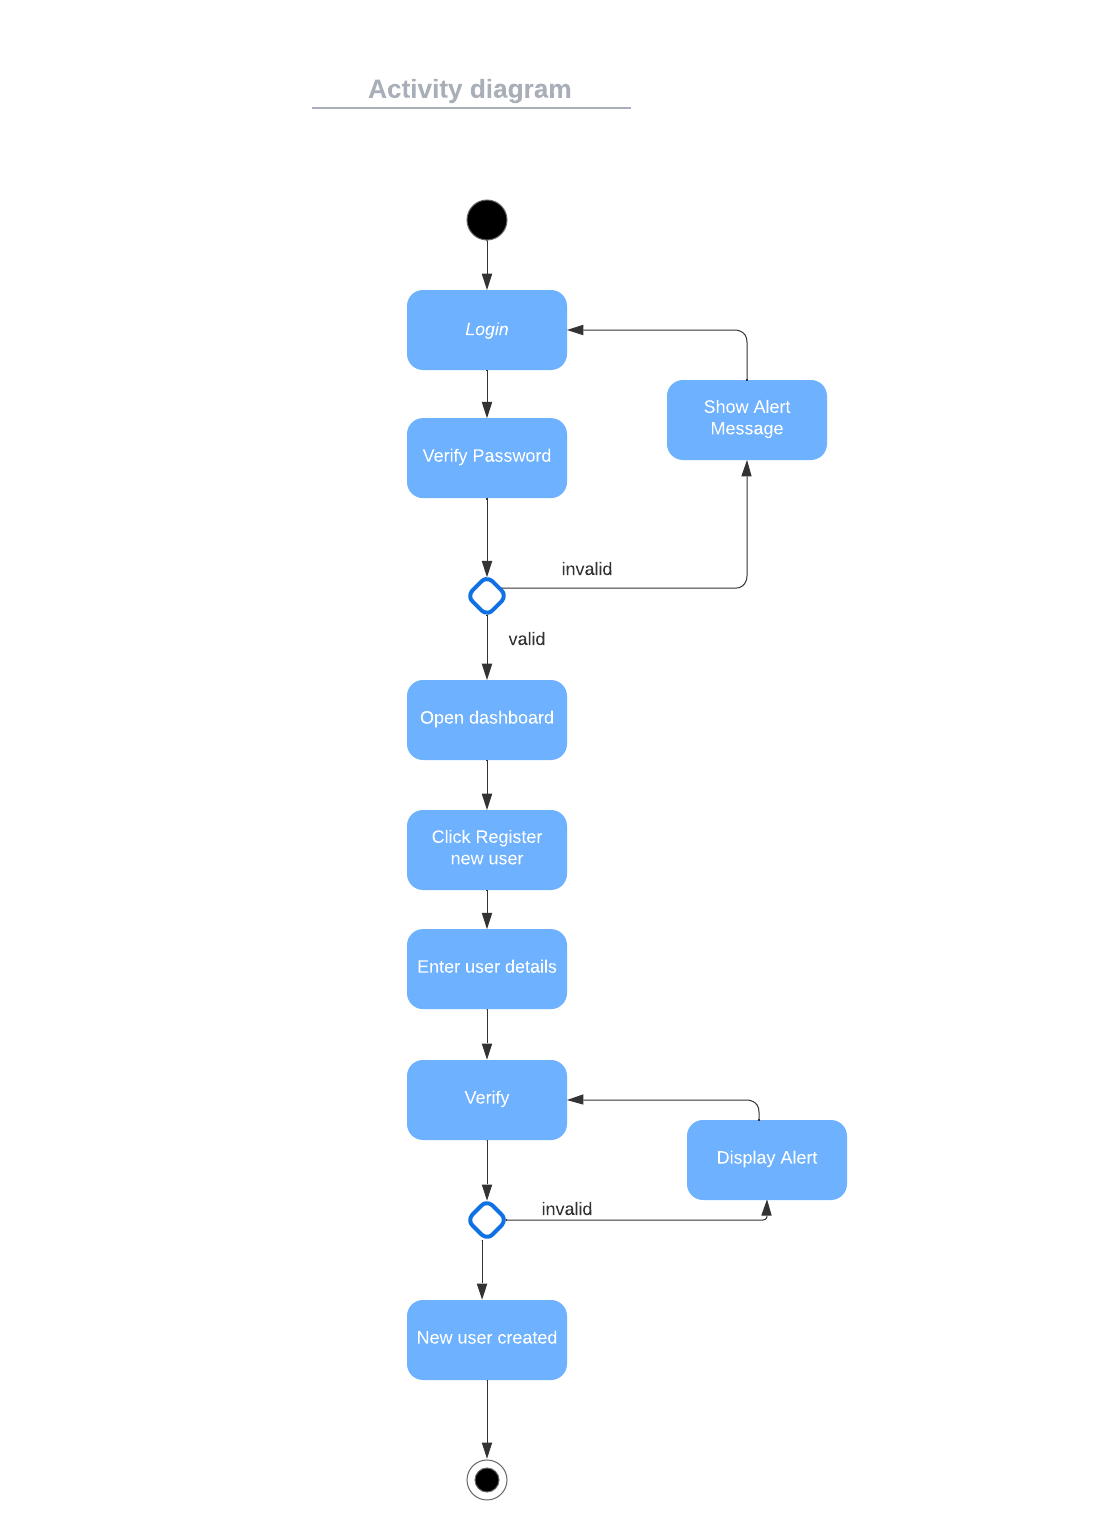 Activity diagram
Login
Show Alert
Message
Verify Password
invalid
valid
Open dashboard
Click Register
new user
Enter user details
Verify
Display Alert
invalid
New user created